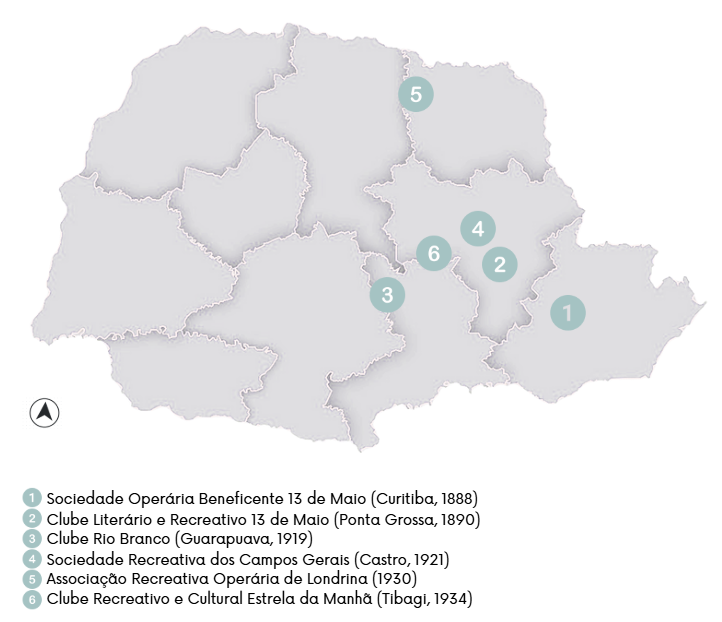 5
4
6
2
3
1
1 Sociedade Operária Beneficente 13 de Maio (Curitiba, 1888)
2 Clube Literário e Recreativo 13 de Maio (Ponta Grossa, 1890)
3 Clube Rio Branco (Guarapuava, 1919)
4 Sociedade Recreativa dos Campos Gerais (Castro, 1921)
5 Associação Recreativa Operária de Londrina (1930)
6 Clube Recreativo e Cultural Estrela da Manhã (Tibagi, 1934)